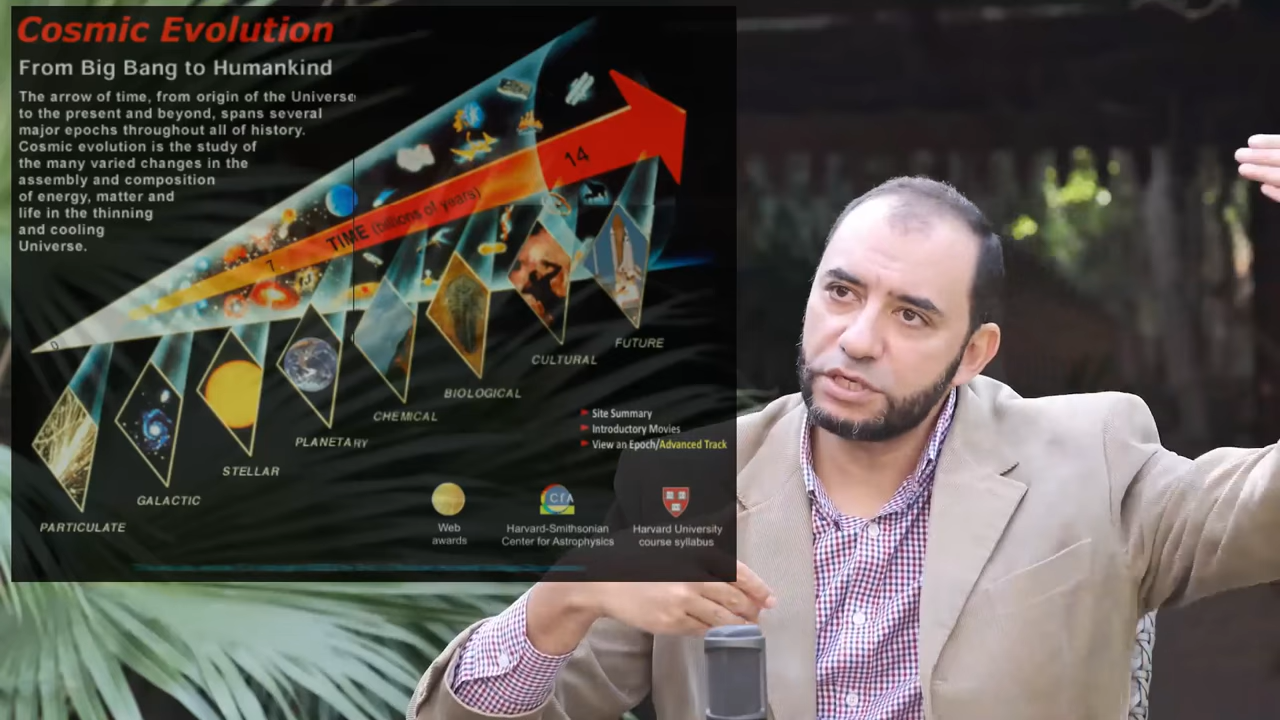 Cosmic Evolution
From Big Bang to Humankind
The arrow of time, from origin of the Universe
to the present and beyond, spans several
major epochs throughout all of history.
Cosmic evolution is the study of
the many varied changes in the
assembly and composition
of energy, matter and
life in the thinning
and cooling
Universe.
0
7
TIME (billions of years)
14
PARTICULATE
GALACTIC
STELLAR
PLANETARY
CHEMICAL
BIOLOGICAL
CULTURAL
FUTURE
Site Summary
Introductory Movies
View an Epoch/Advanced Track
Web
awards
CfA
Harvard-Smithsonian
Center for Astrophysics
Harvard University
course syllabus